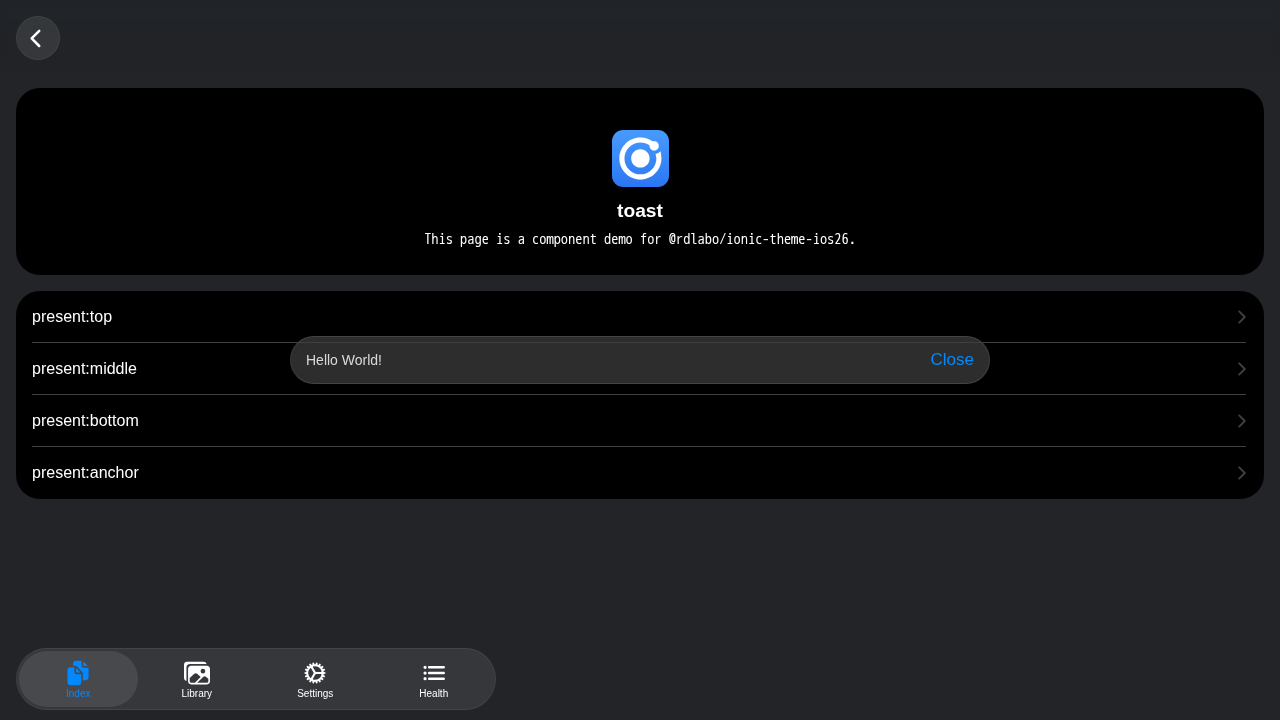 toast
This page is a component demo for @rdlabo/ionic-theme-ios26.
present:top
Hello World! Close
present:middle
present:bottom
present:anchor
Index Library Settings Health